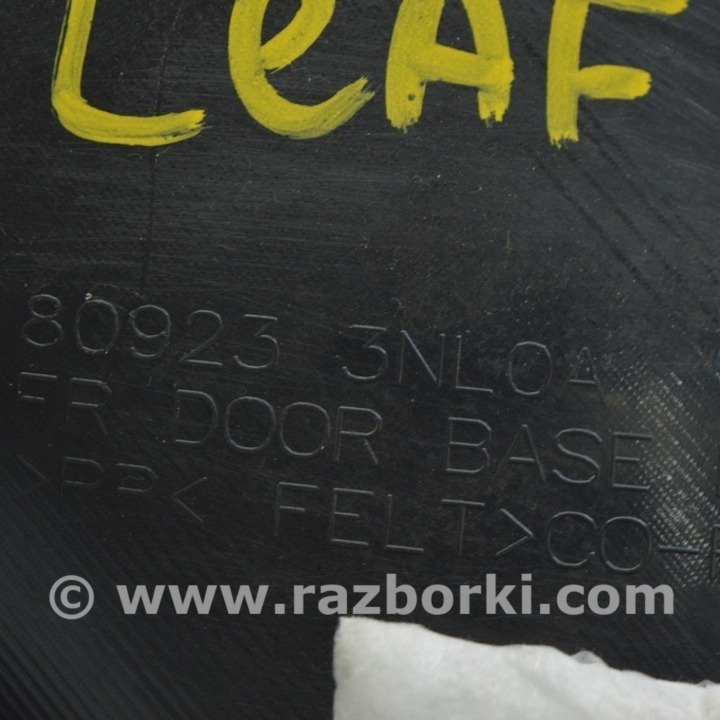 LeAF
80923 3NL0A
FR DOOR BASE
>PP< FELT>CO-
© www.razborki.com